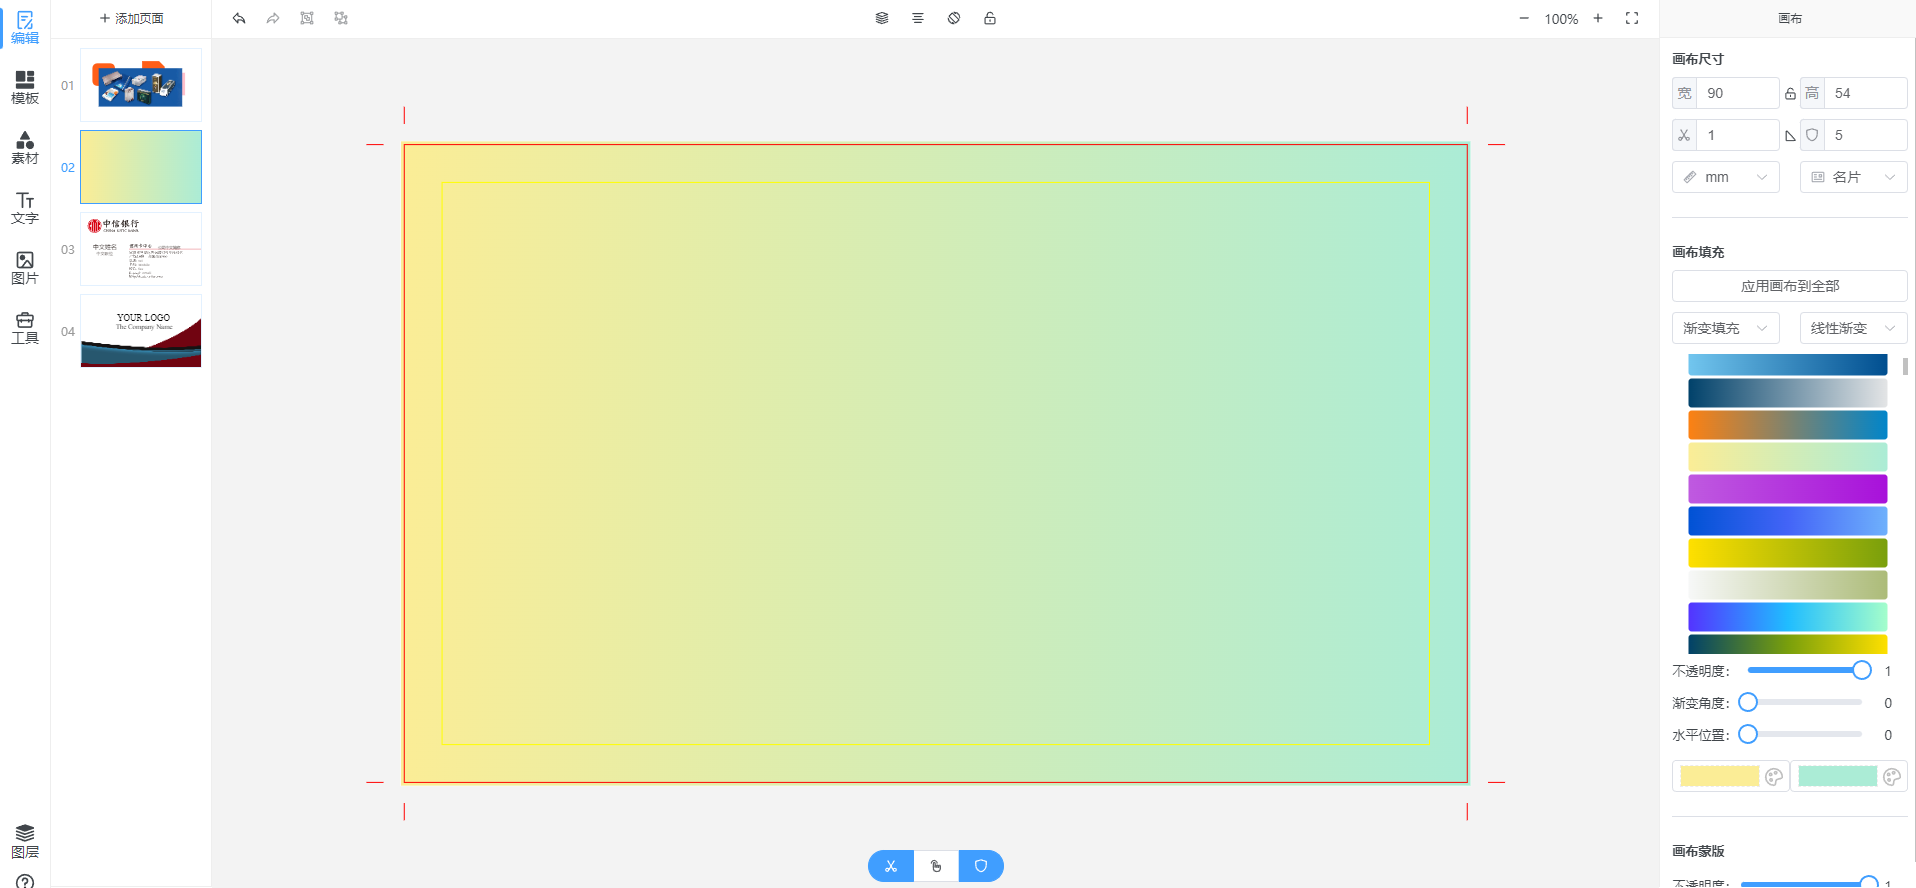 编辑
模板
素材
文字
图片
工具
图层
添加页面
01
02
03
中信银行
中文姓名
04
YOUR LOGO
The Company Name
100%
画布
画布尺寸
宽 90 高 54
1 5
mm 名片
画布填充
应用画布到全部
渐变填充 线性渐变
不透明度: 1
渐变角度: 0
水平位置: 0
画布蒙版
不透明度: 1